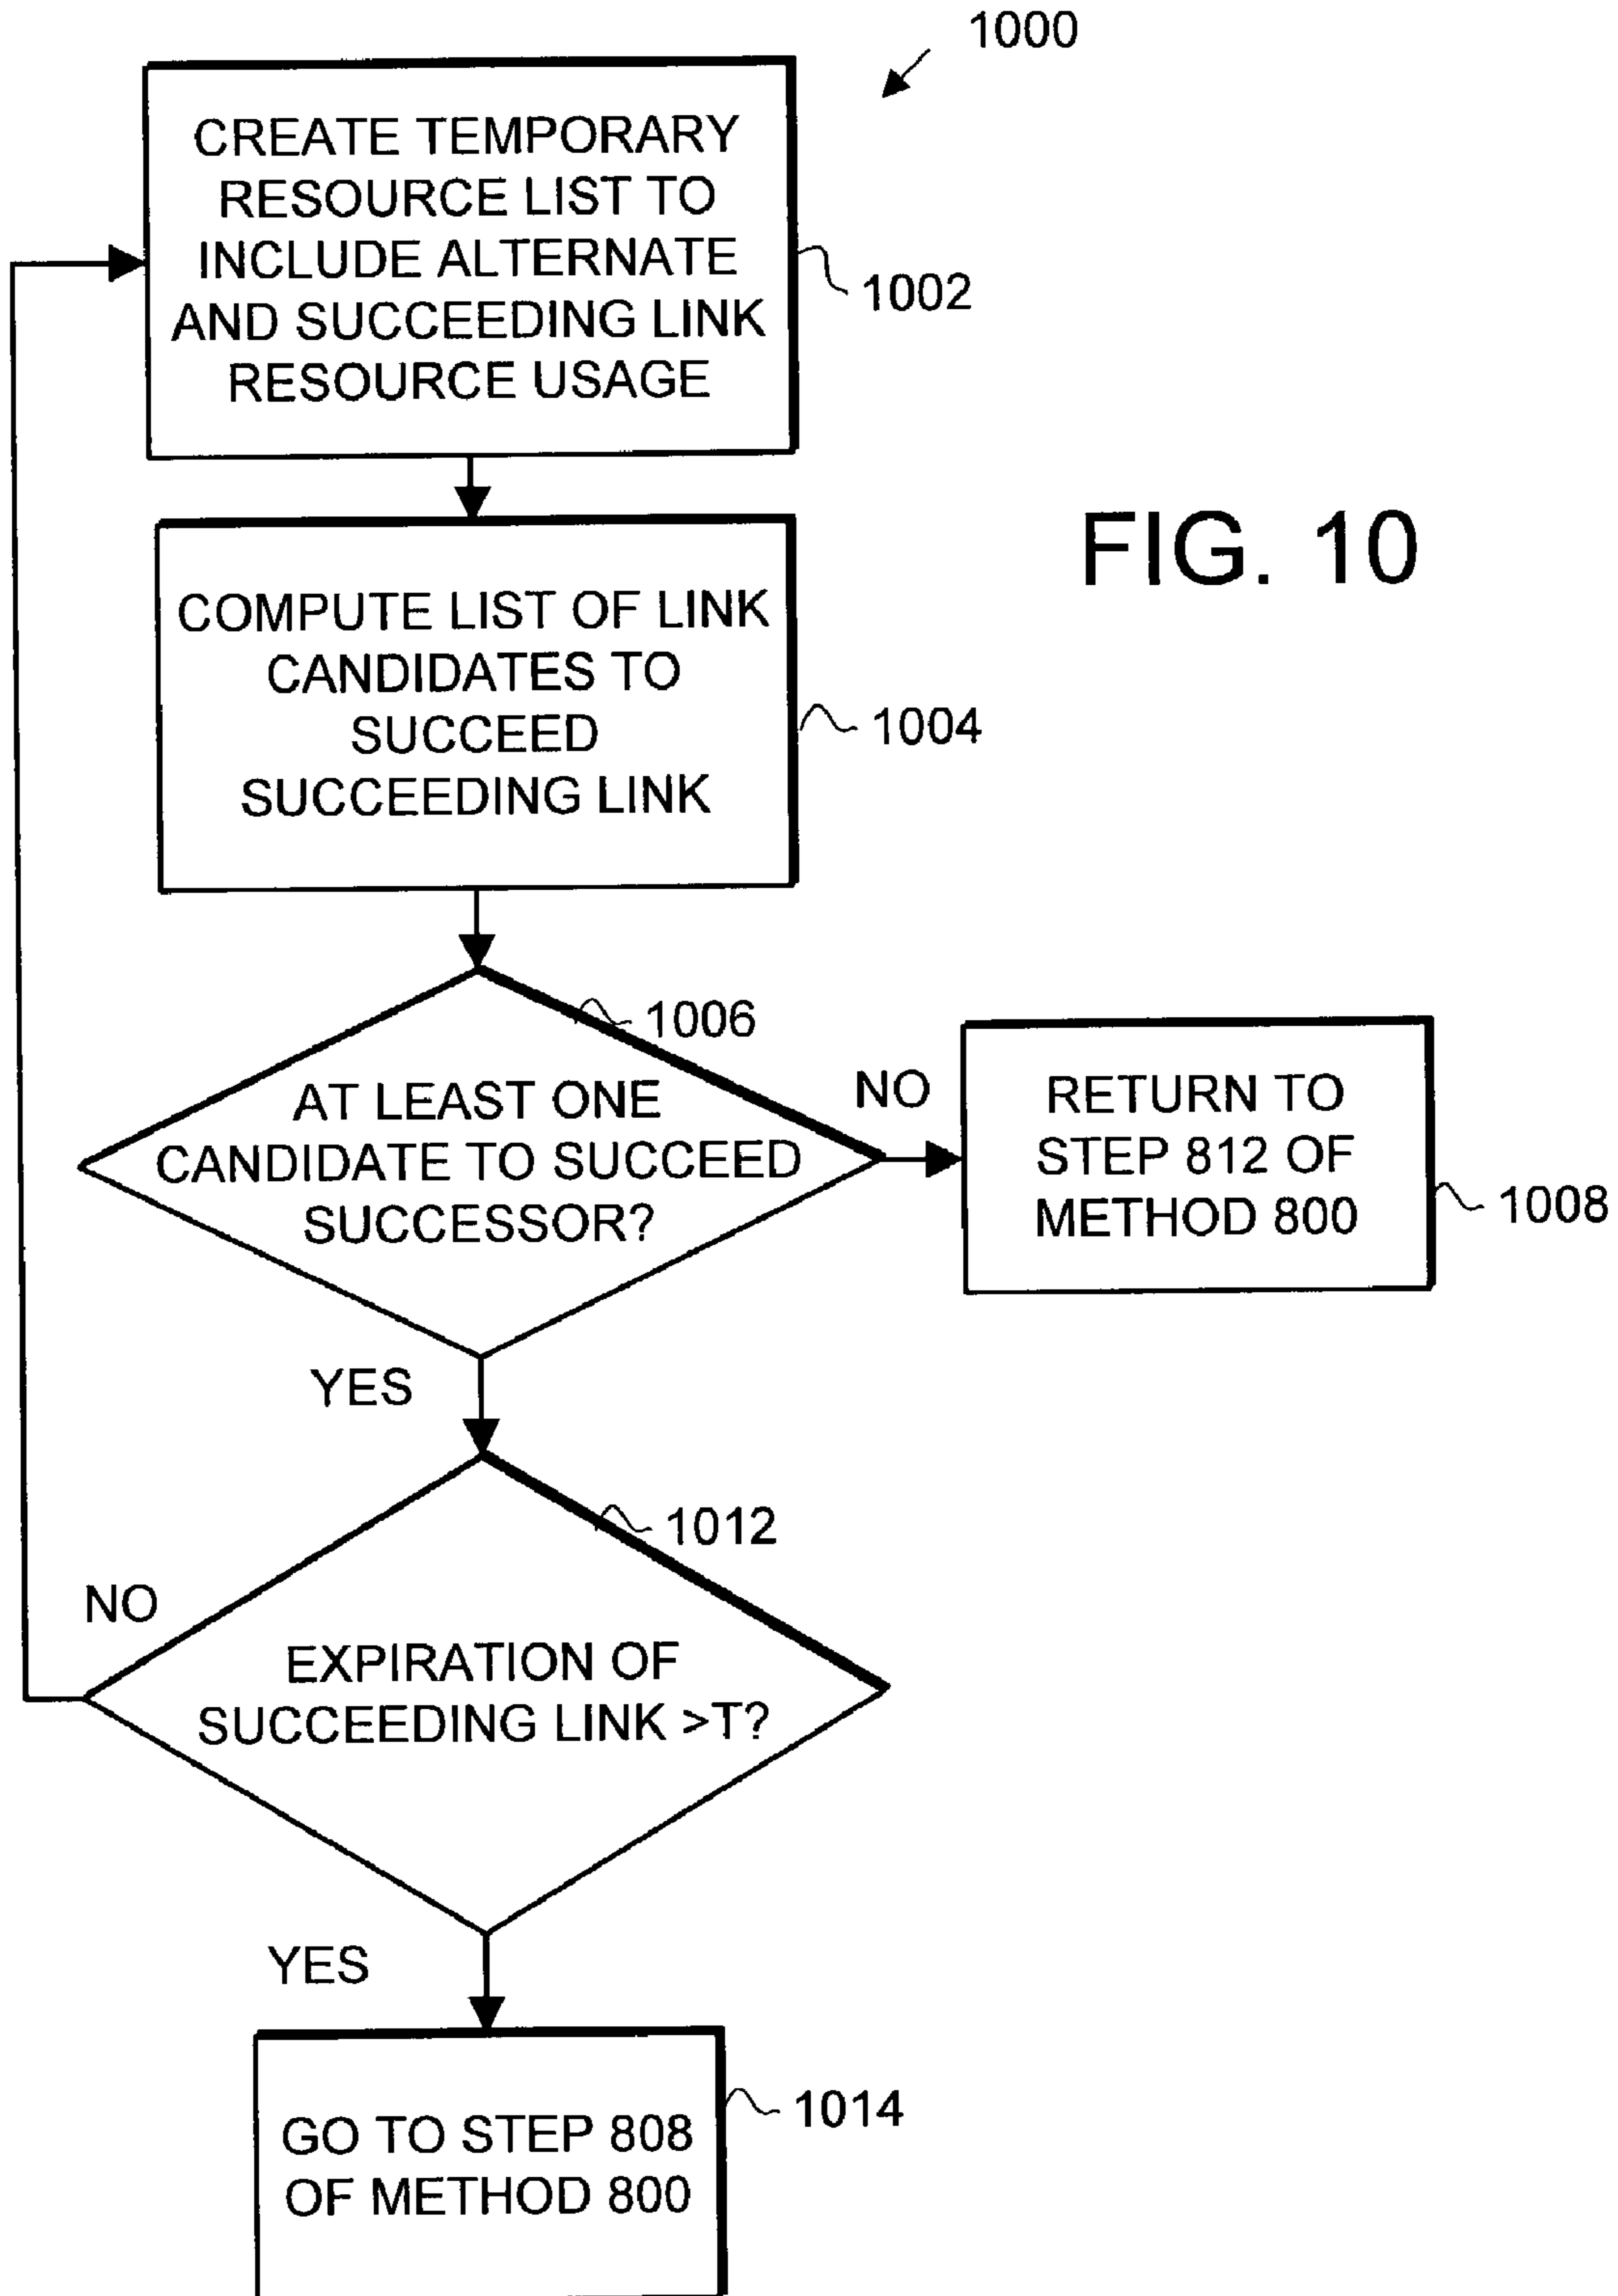 1000
CREATE TEMPORARY
RESOURCE LIST TO
INCLUDE ALTERNATE
AND SUCCEEDING LINK
RESOURCE USAGE
1002
FIG. 10
COMPUTE LIST OF LINK
CANDIDATES TO
SUCCEED
SUCCEEDING LINK
1004
1006
AT LEAST ONE
CANDIDATE TO SUCCEED
SUCCESSOR?
NO
RETURN TO
STEP 812 OF
METHOD 800
1008
YES
1012
NO
EXPIRATION OF
SUCCEEDING LINK >T?
YES
GO TO STEP 808
OF METHOD 800
1014